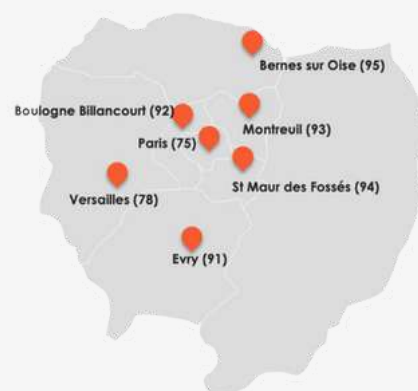 Bernes sur Oise (95)
Boulogne Billancourt (92)
Montreuil (93)
Paris (75)
St Maur des Fossés (94)
Versailles (78)
Evry (91)